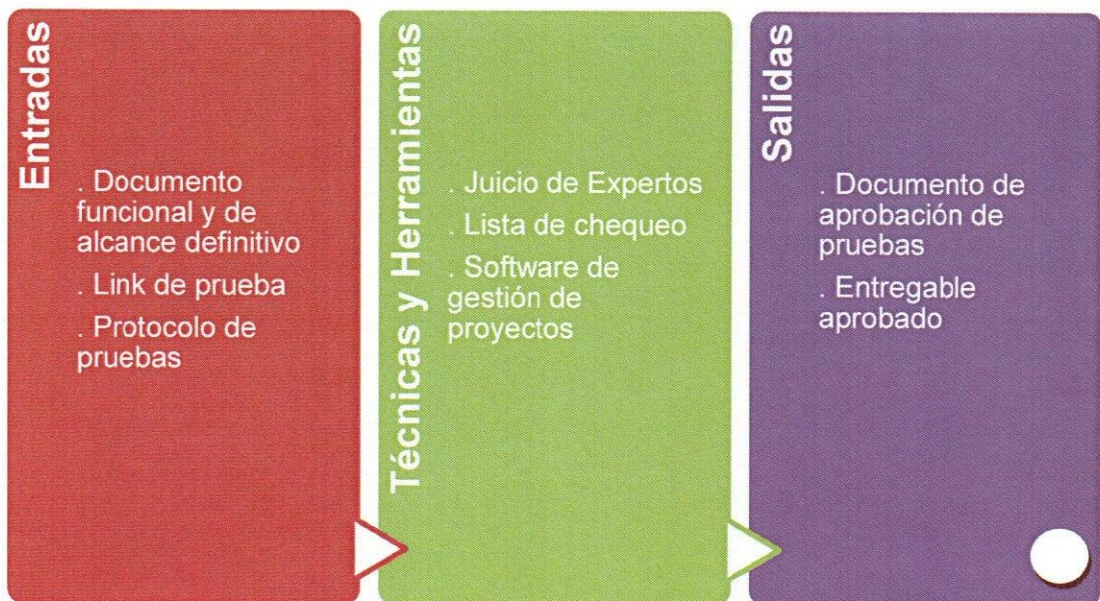 Entradas
. Documento
funcional y de
alcance definitivo
. Link de prueba
. Protocolo de
pruebas
Técnicas y Herramientas
. Juicio de Expertos
. Lista de chequeo
. Software de
gestión de
proyectos
Salidas
. Documento de
aprobación de
pruebas
. Entregable
aprobado